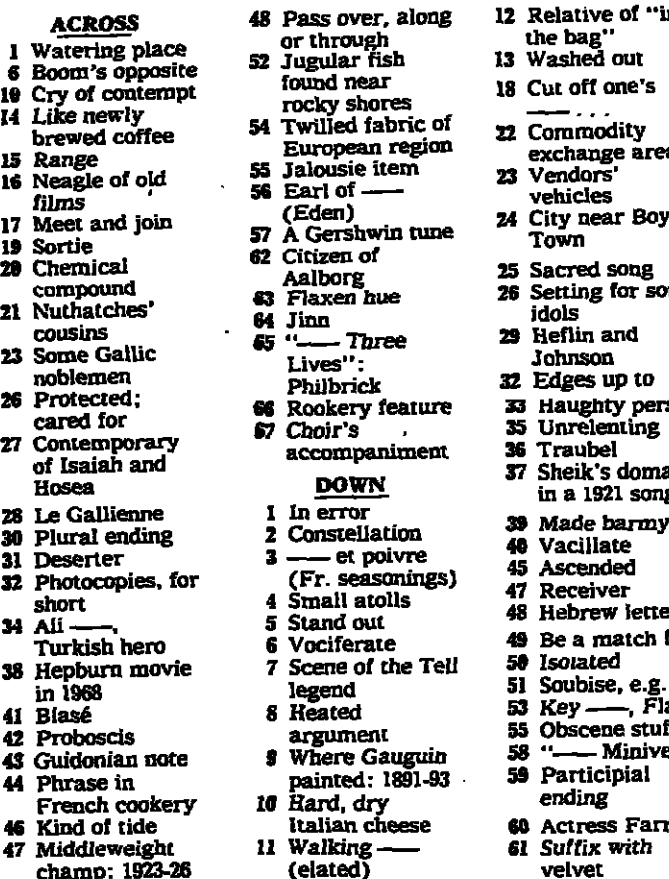 ACROSS
1 Watering place
6 Boom's opposite
10 Cry of contempt
14 Like newly
brewed coffee
15 Range
16 Neagle of old
films
17 Meet and join
19 Sortie
20 Chemical
compound
21 Nuthatches'
cousins
23 Some Gallic
noblemen
26 Protected;
cared for
27 Contemporary
of Isaiah and
Hosea
28 Le Gallienne
30 Plural ending
31 Deserter
32 Photocopies, for
short
34 Ali —,
Turkish hero
38 Hepburn movie
in 1968
41 Blasé
42 Proboscis
43 Guidonian note
44 Phrase in
French cookery
46 Kind of tide
47 Middleweight
champ: 1923-26
48 Pass over, along
or through
52 Jugular fish
found near
rocky shores
54 Twilled fabric of
European region
55 Jalousie item
56 Earl of —
(Eden)
57 A Gershwin tune
62 Citizen of
Aalborg
63 Flaxen hue
64 Jinn
65 "— Three
Lives":
Philbrick
66 Rookery feature
67 Choir's
accompaniment
DOWN
1 In error
2 Constellation
3 — et poivre
(Fr. seasonings)
4 Small atolls
5 Stand out
6 Vociferate
7 Scene of the Tell
legend
8 Heated
argument
9 Where Gauguin
painted: 1891-93
10 Hard, dry
Italian cheese
11 Walking —
(elated)
12 Relative of "i
the bag"
13 Washed out
18 Cut off one's
— . . .
22 Commodity
exchange area
23 Vendors'
vehicles
24 City near Boy
Town
25 Sacred song
26 Setting for so
idols
29 Heflin and
Johnson
32 Edges up to
33 Haughty pers
35 Unrelenting
36 Traubel
37 Sheik's doma
in a 1921 song
39 Made barmy
40 Vacillate
45 Ascended
47 Receiver
48 Hebrew lette
49 Be a match
50 Isolated
51 Soubise, e.g.
53 Key —, Fla
55 Obscene stuf
58 "— Minive
59 Participial
ending
60 Actress Farr
61 Suffix with
velvet